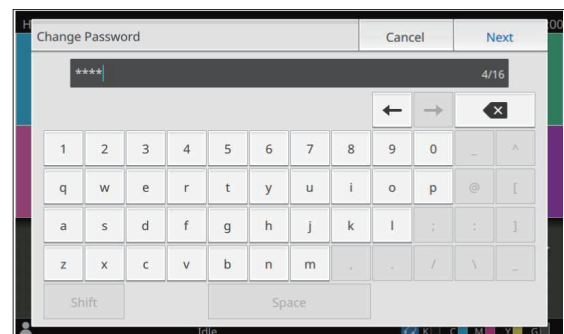 H
Change Password Cancel Next
:00
**** 4/16
← →
1 2 3 4 5 6 7 8 9 0 _ ^
q w e r t y u i o p @ [
a s d f g h j k l ; : ]
z x c v b n m , . / \ _
Shift Space
Idle K C M Y G